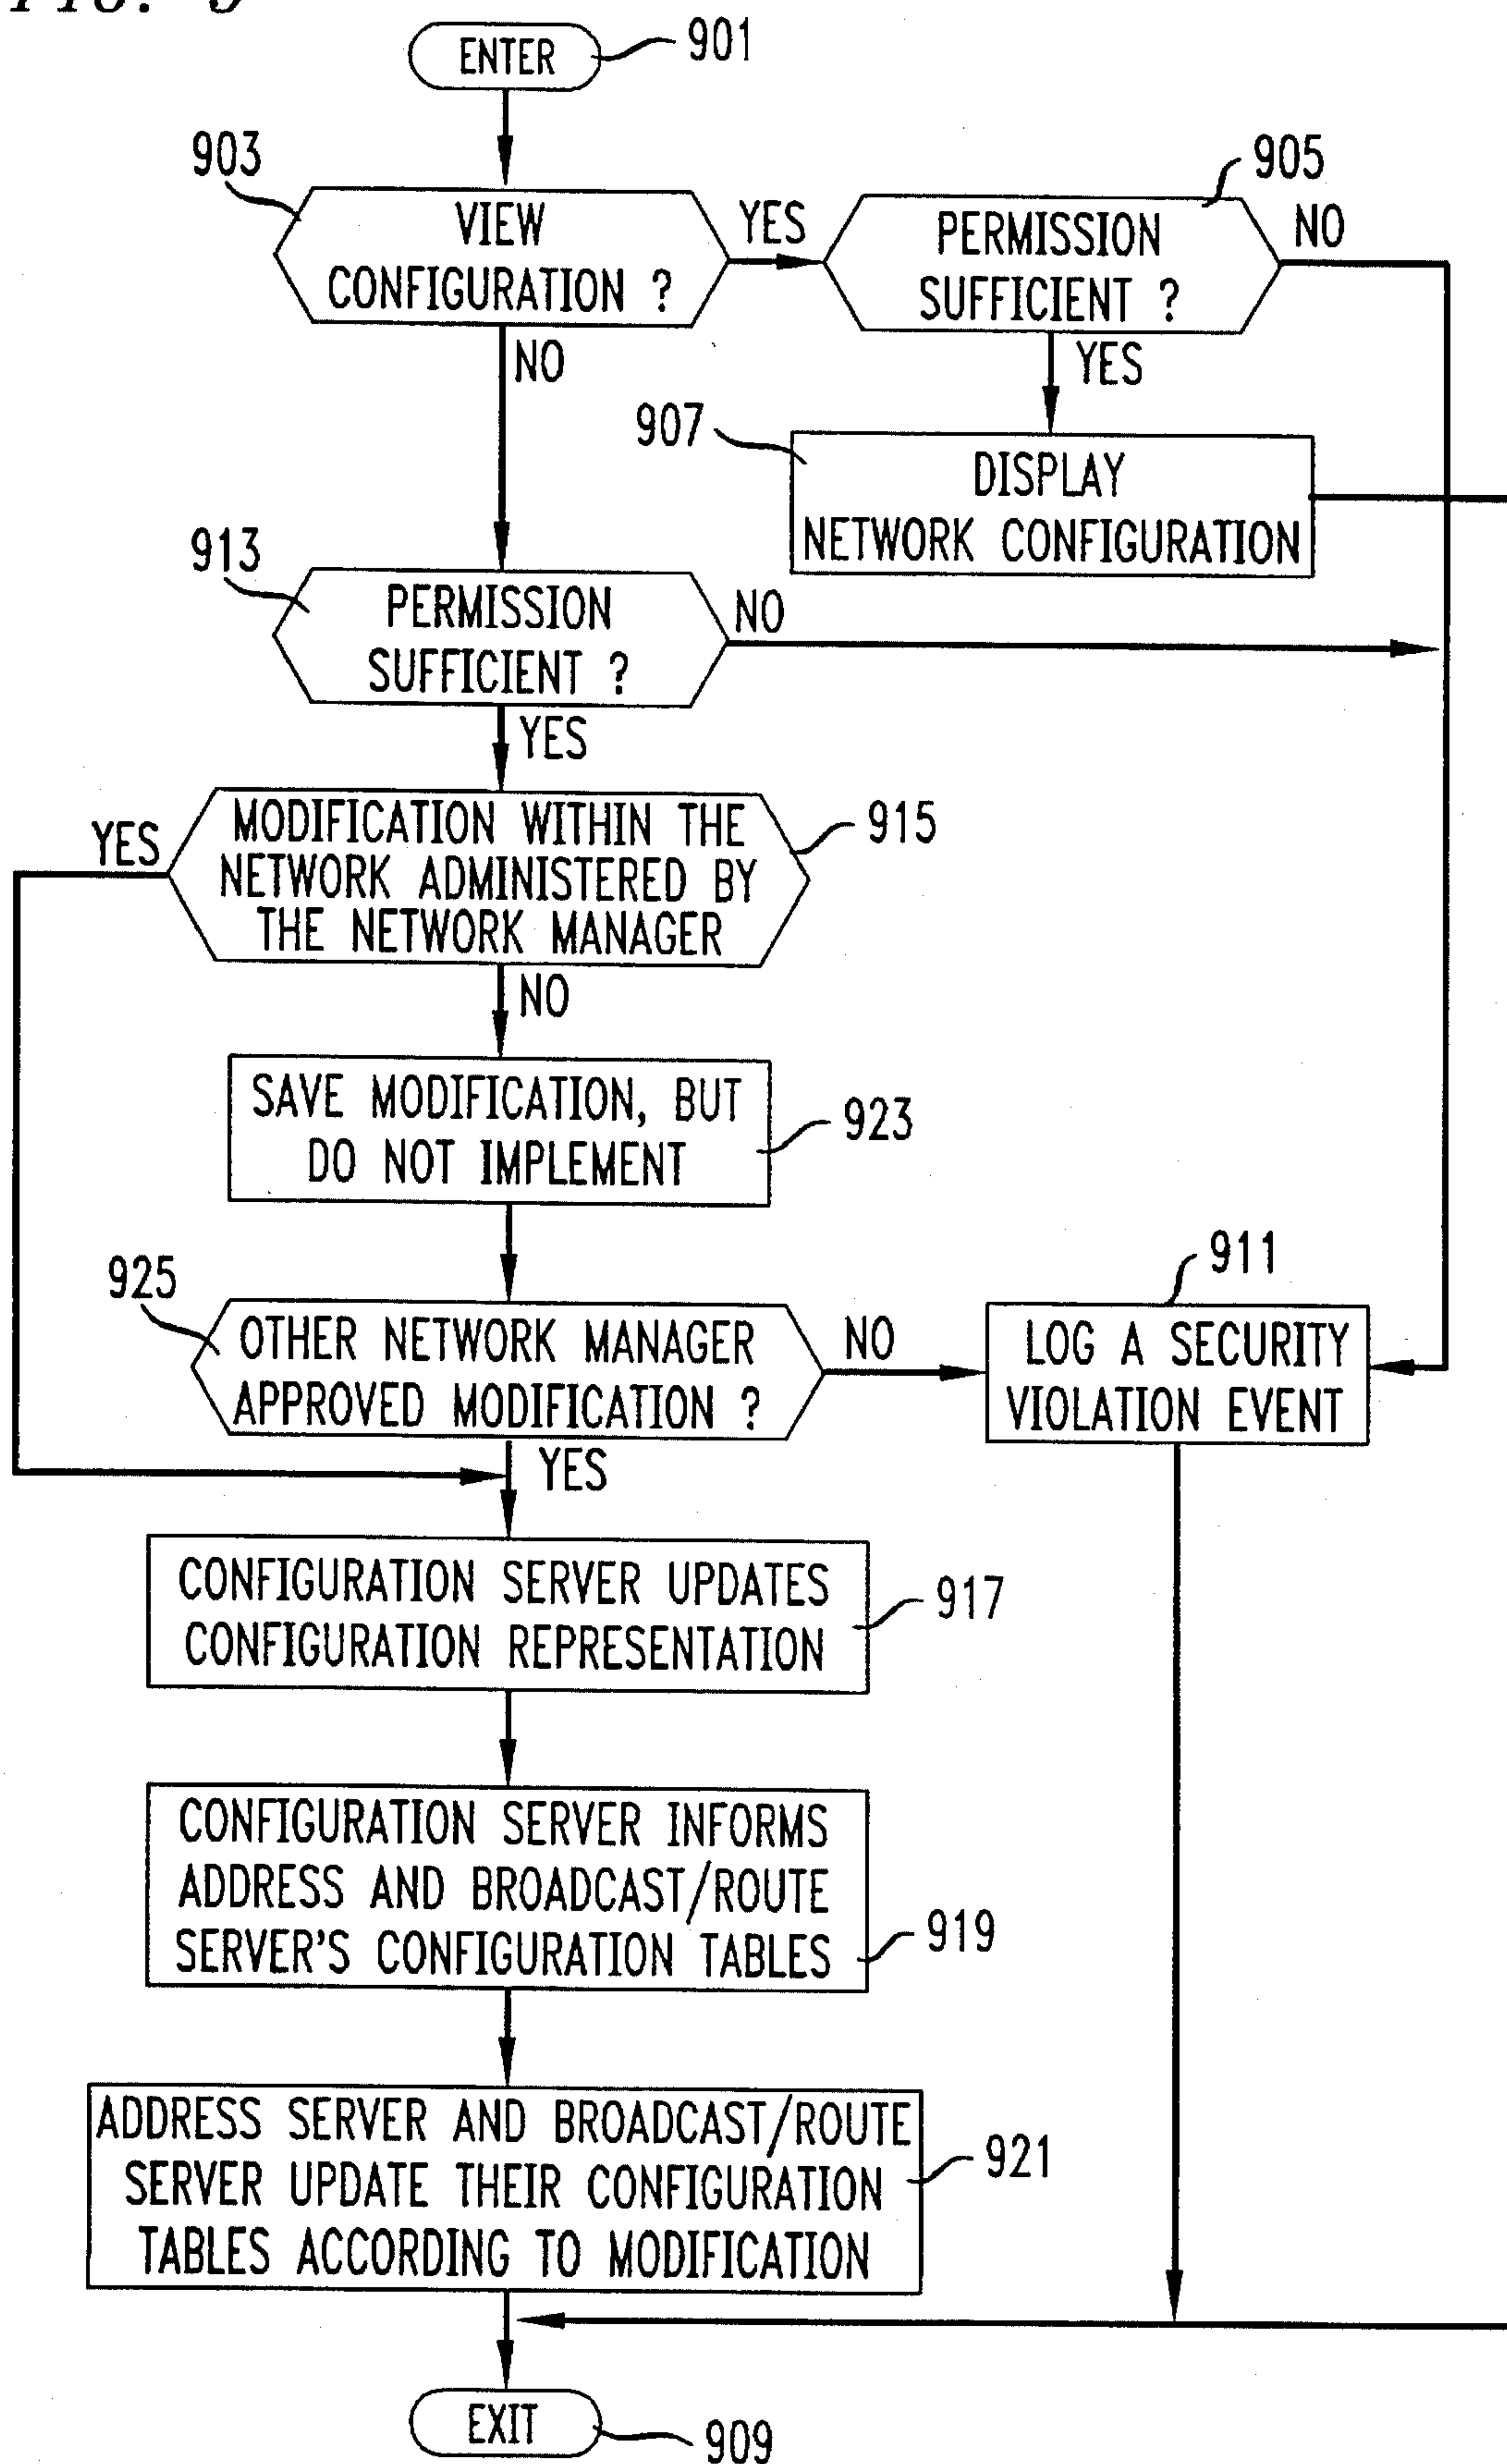 ENTER
901
903
VIEW
CONFIGURATION ?
YES
905
PERMISSION
SUFFICIENT ?
NO
NO
YES
907
DISPLAY
NETWORK CONFIGURATION
913
PERMISSION
SUFFICIENT ?
NO
YES
YES
MODIFICATION WITHIN THE
NETWORK ADMINISTERED BY
THE NETWORK MANAGER
915
NO
SAVE MODIFICATION, BUT
DO NOT IMPLEMENT
923
925
OTHER NETWORK MANAGER
APPROVED MODIFICATION ?
NO
911
LOG A SECURITY
VIOLATION EVENT
YES
CONFIGURATION SERVER UPDATES
CONFIGURATION REPRESENTATION
917
CONFIGURATION SERVER INFORMS
ADDRESS AND BROADCAST/ROUTE
SERVER'S CONFIGURATION TABLES
919
ADDRESS SERVER AND BROADCAST/ROUTE
SERVER UPDATE THEIR CONFIGURATION
TABLES ACCORDING TO MODIFICATION
921
EXIT
909